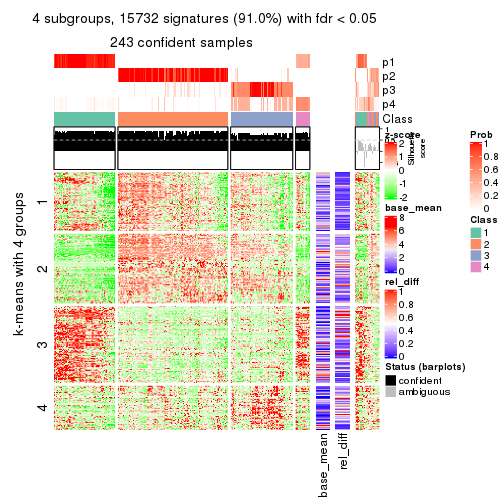 4 subgroups, 15732 signatures (91.0%) with fdr < 0.05
243 confident samples
p1
p2
p3
p4
Class
1
Silhouette
score
k-means with 4 groups
1
2
3
4
base_mean
rel_diff
z-score
2
1
0
-1
-2
base_mean
8
6
4
2
0
rel_diff
1
0.8
0.6
0.4
0.2
0
Status (barplots)
confident
ambiguous
Prob
1
0.8
0.6
0.4
0.2
0
Class
1
2
3
4